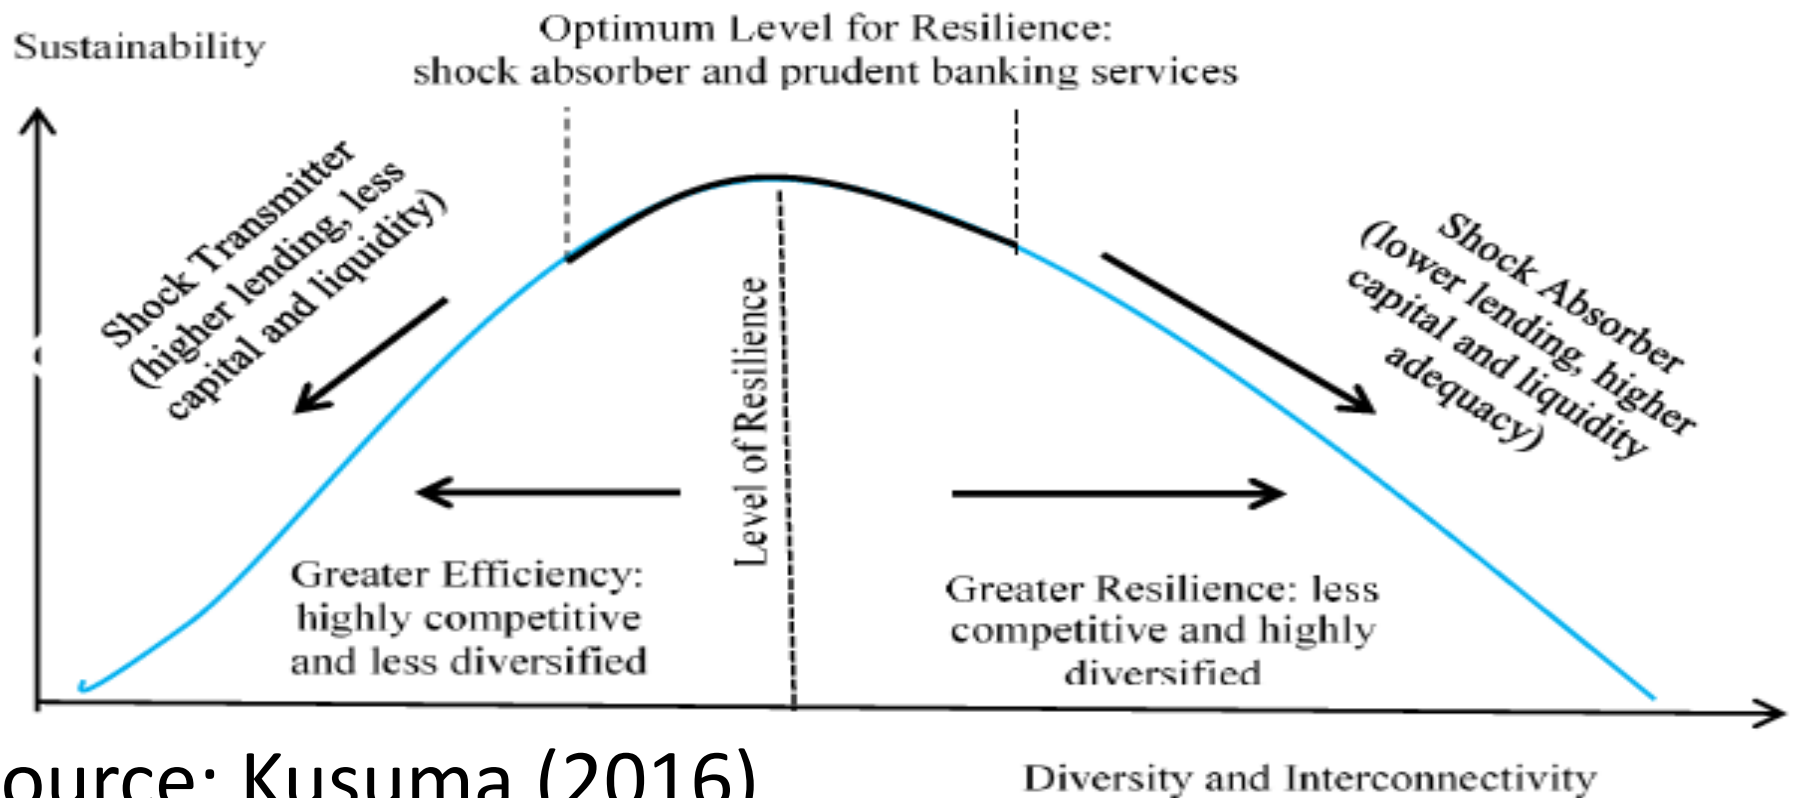 Sustainability
Optimum Level for Resilience:
shock absorber and prudent banking services
Shock Transmitter
(higher lending, less
capital and liquidity)
Shock Absorber
(lower lending, higher
capital and liquidity
adequacy)
Level of Resilience
Greater Efficiency:
highly competitive
and less diversified
Greater Resilience: less
competitive and highly
diversified
Diversity and Interconnectivity
ource: Kusuma (2016)